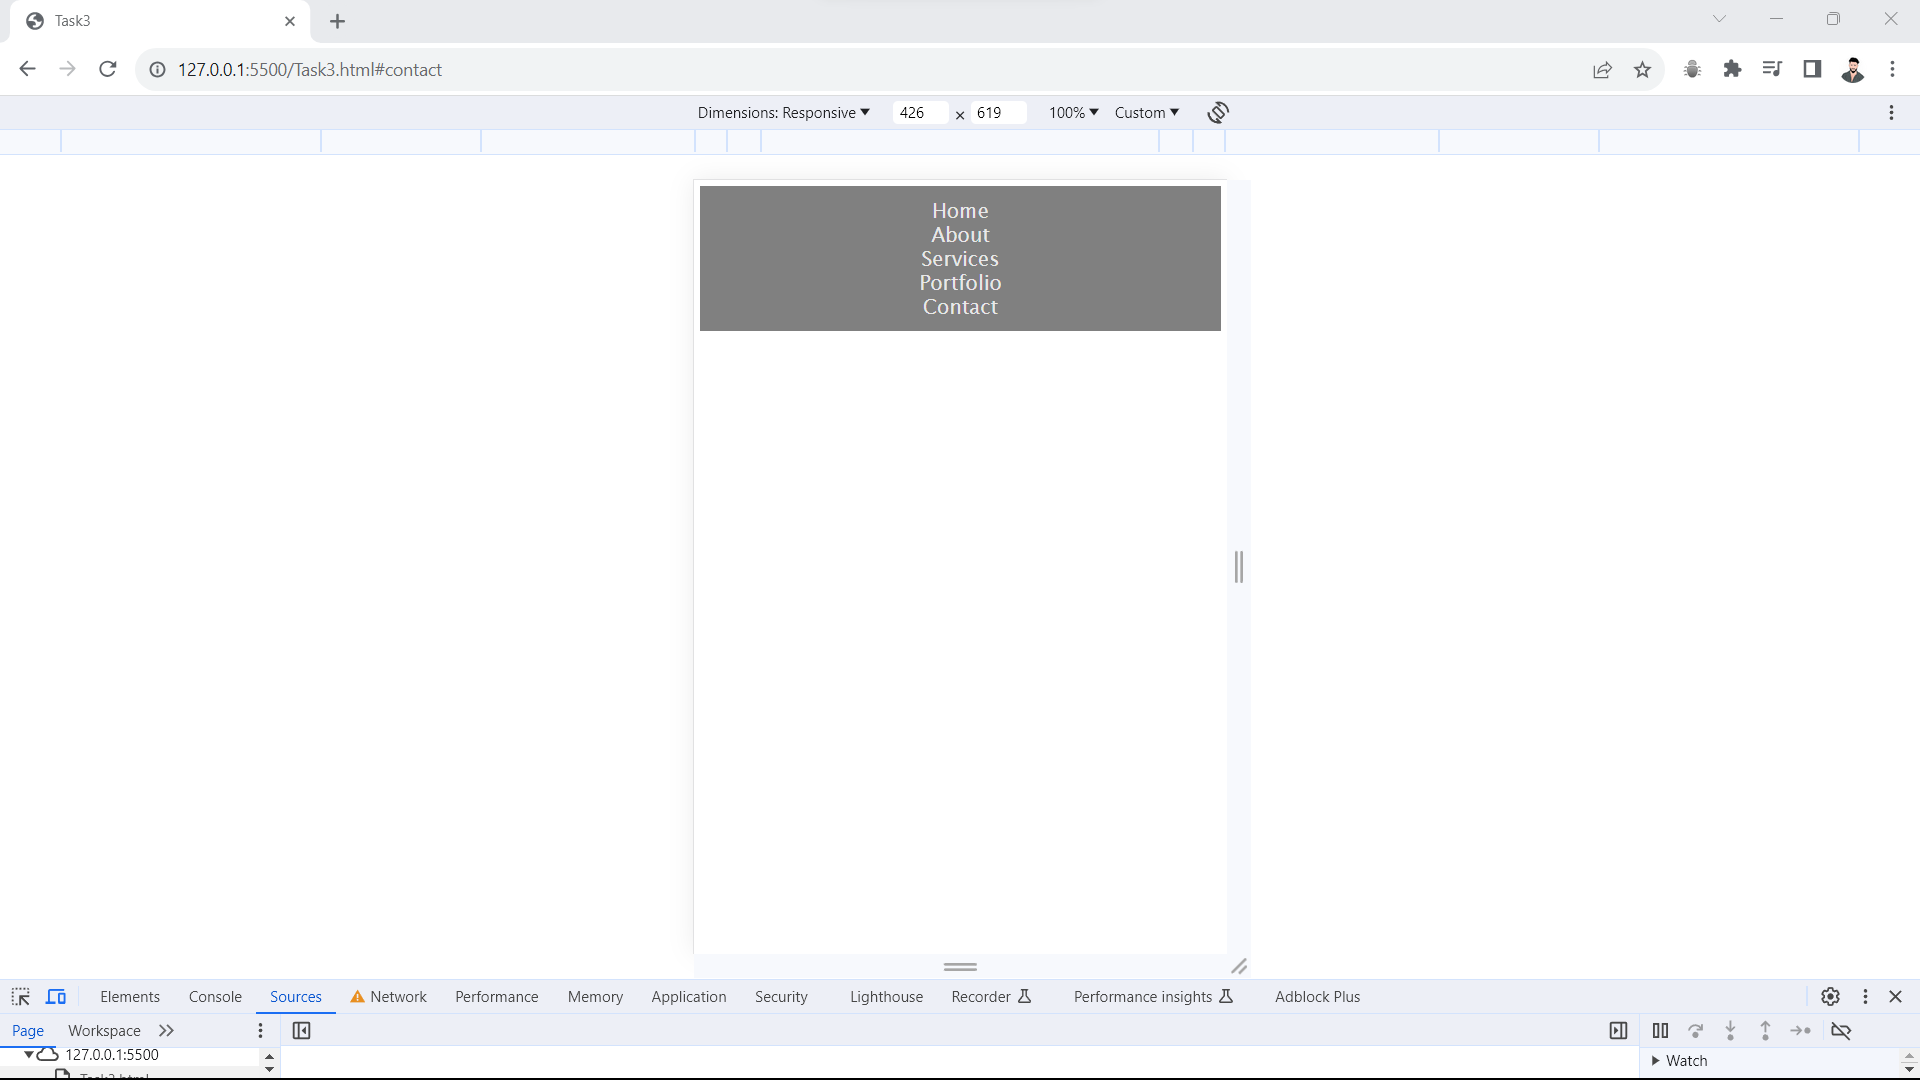 Task3
127.0.0.1:5500/Task3.html#contact
Dimensions: Responsive 426 × 619 100% Custom
Home
About
Services
Portfolio
Contact
Elements Console Sources Network Performance Memory Application Security Lighthouse Recorder Performance insights Adblock Plus
Page Workspace
127.0.0.1:5500
Task3.html
Watch